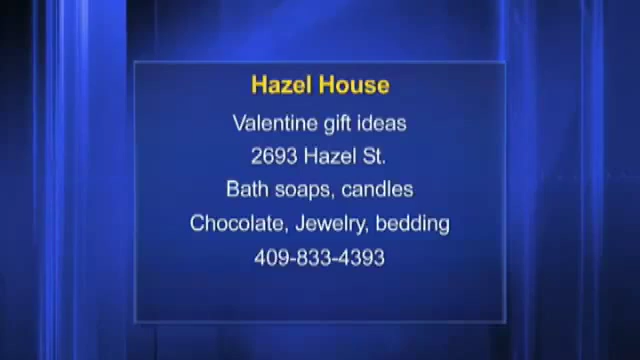 Hazel House
Valentine gift ideas
2693 Hazel St.
Bath soaps, candles
Chocolate, Jewelry, bedding
409-833-4393